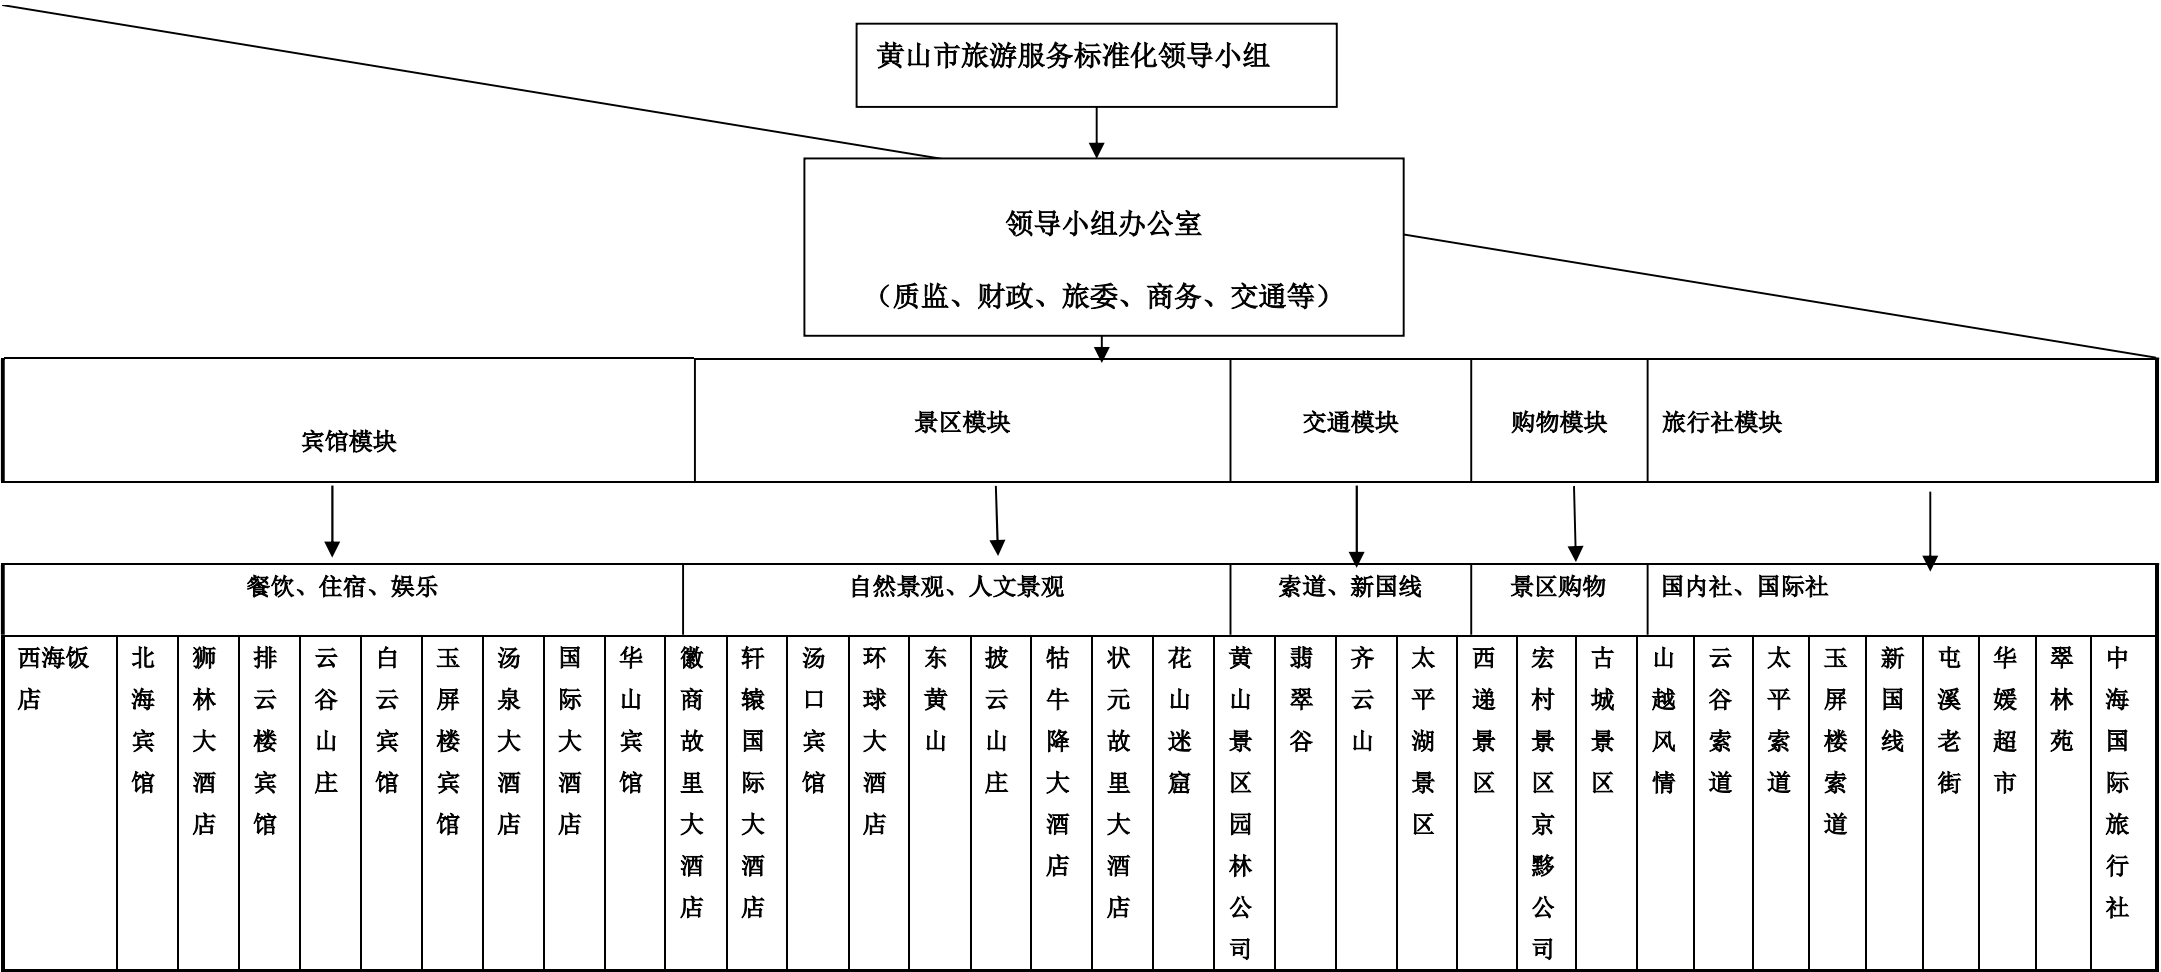 黄山市旅游服务标准化领导小组
领导小组办公室
（质监、财政、旅委、商务、交通等）
宾馆模块
景区模块
交通模块
购物模块
旅行社模块
餐饮、住宿、娱乐
自然景观、人文景观
索道、新国线
景区购物
国内社、国际社
西海饭
店
北海宾馆
狮林大酒店
排云楼宾馆
云谷山庄
白云宾馆
玉屏楼宾馆
汤泉大酒店
国际大酒店
华山宾馆
徽商故里大酒店
轩辕国际大酒店
汤口宾馆
环球大酒店
东黄山
披云山庄
牯牛降大酒店
状元故里大酒店
花山迷窟
黄山景区园林公司
翡翠谷
齐云山
太平湖景区
西递景区
宏村景区京黟公司
古城景区
山越风情
云谷索道
太平索道
玉屏楼索道
新国线
屯溪老街
华媛超市
翠林苑
中海国际旅行社